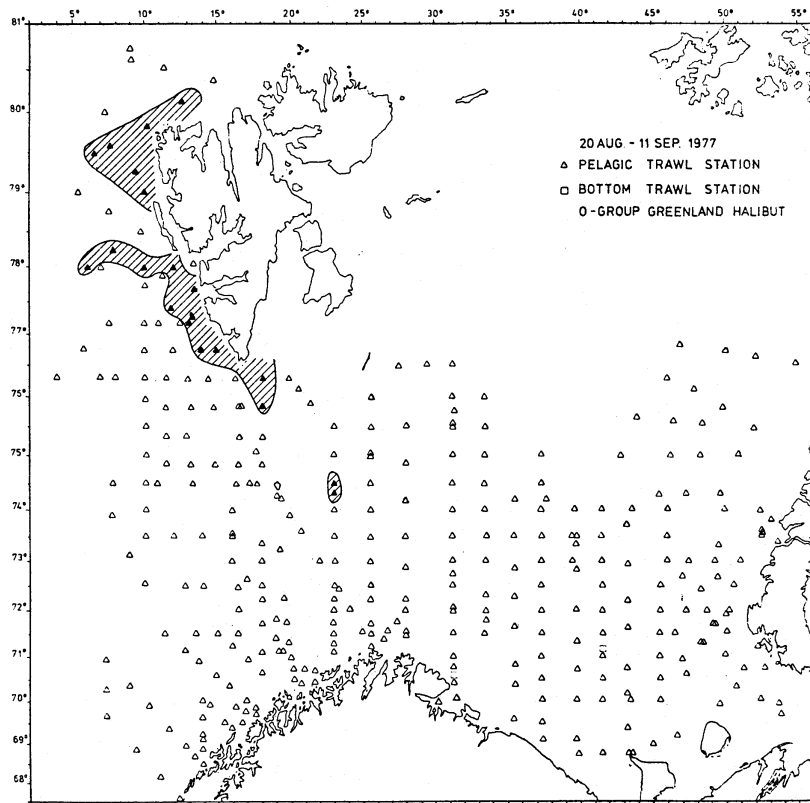 81° 5° 10° 15° 20° 25° 30° 35° 40° 45° 50° 55°
80°
20 AUG. - 11 SEP. 1977
△ PELAGIC TRAWL STATION
79°
□ BOTTOM TRAWL STATION
0-GROUP GREENLAND HALIBUT
78°
77°
76°
75°
74°
73°
72°
71°
70°
69°
68°